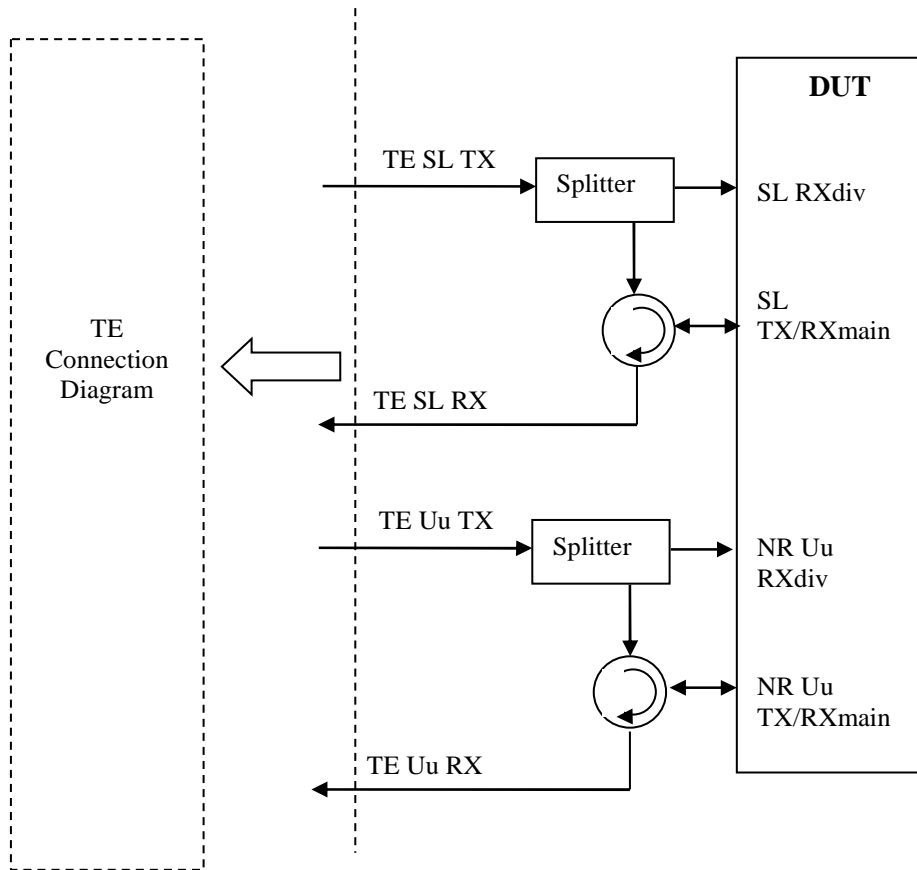 DUT
TE SL TX
Splitter
SL RXdiv
SL
TX/RXmain
TE
Connection
Diagram
TE SL RX
TE Uu TX
Splitter
NR Uu
RXdiv
NR Uu
TX/RXmain
TE Uu RX